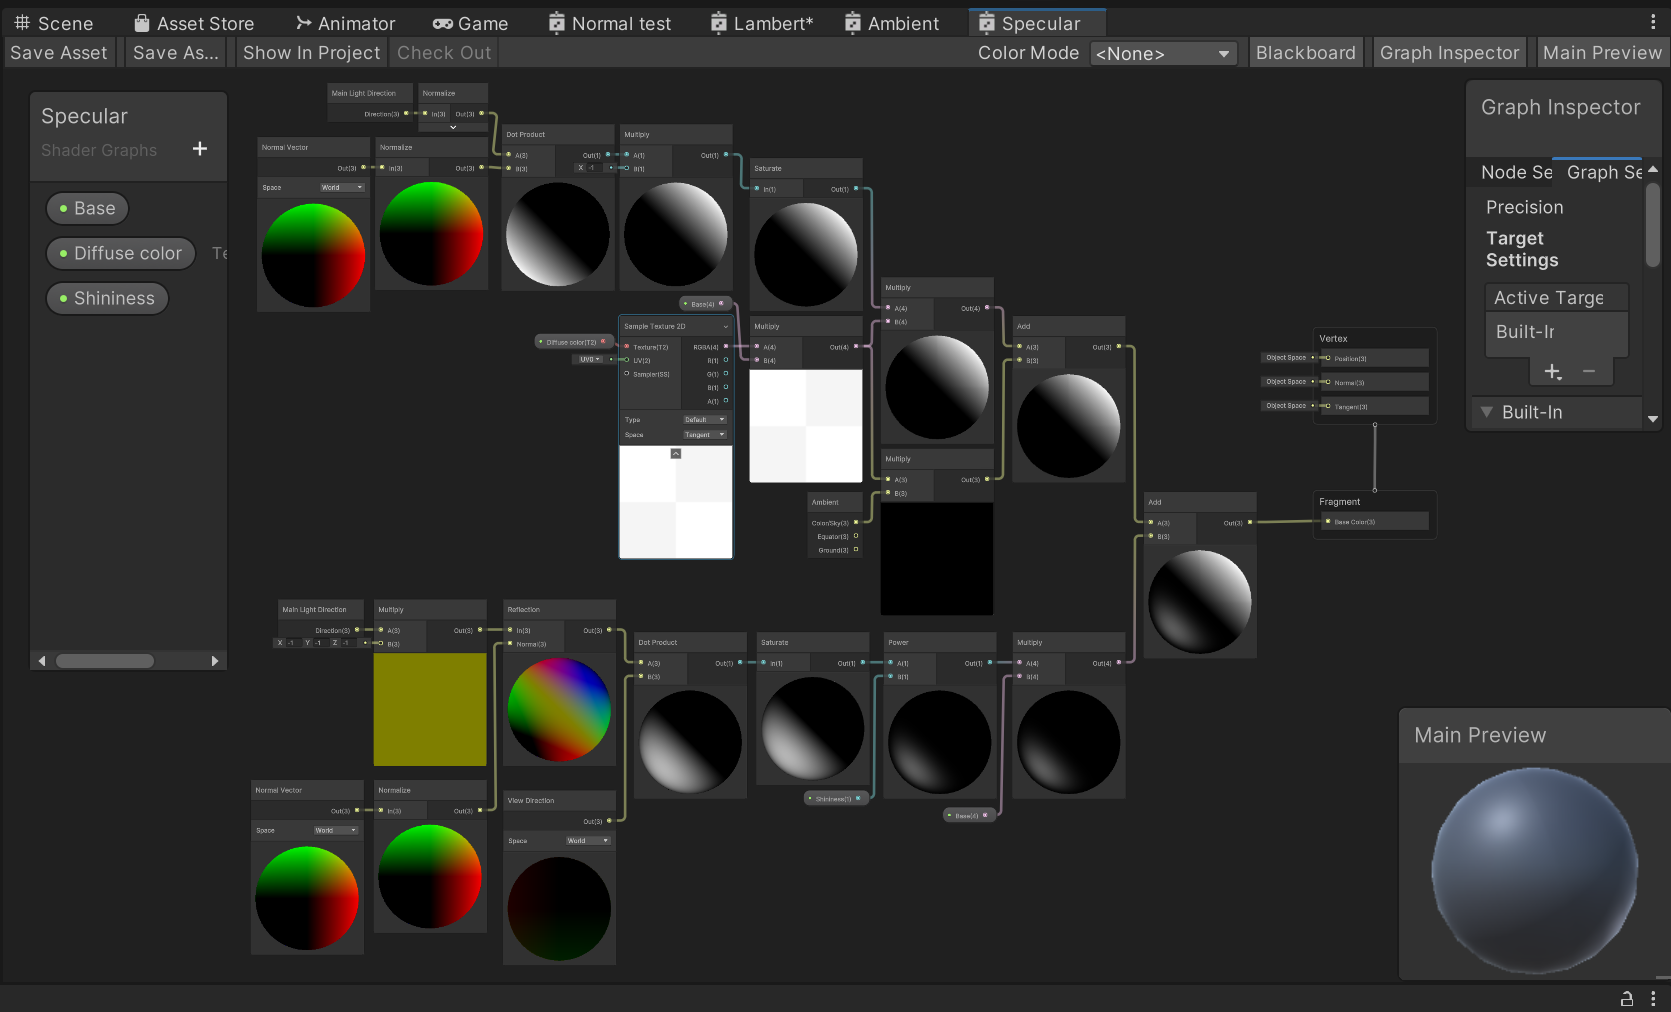 Scene
Asset Store
Animator
Game
Normal test
Lambert*
Ambient
Specular
Save Asset
Save As...
Show In Project
Check Out
Color Mode
<None>
Blackboard
Graph Inspector
Main Preview
Specular
Shader Graphs
+
Base
Diffuse color Te
Shininess
Main Light Direction
Direction(3)
Normalize
In(3) Out(3)
Normal Vector
Out(3)
Space World
Normalize
In(3) Out(3)
Dot Product
A(3) Out(1)
B(3)
Multiply
A(1) Out(1)
X -1 B(1)
Saturate
In(1) Out(1)
Base(4)
Diffuse color(T2)
UV0
Sample Texture 2D
Texture(T2) RGBA(4)
UV(2) R(1)
Sampler(SS) G(1)
B(1)
A(1)
Type Default
Space Tangent
Multiply
A(4) Out(4)
B(4)
Multiply
A(4) Out(4)
B(4)
Multiply
A(3) Out(3)
B(3)
Ambient
Color/Sky(3)
Equator(3)
Ground(3)
Add
A(3) Out(3)
B(3)
Add
A(3) Out(3)
B(3)
Vertex
Object Space Position(3)
Object Space Normal(3)
Object Space Tangent(3)
Fragment
Base Color(3)
Main Light Direction
Direction(3)
X -1 Y -1 Z -1
Multiply
A(3) Out(3)
B(3)
Reflection
In(3) Out(3)
Normal(3)
Normal Vector
Out(3)
Space World
Normalize
In(3) Out(3)
View Direction
Out(3)
Space World
Dot Product
A(3) Out(1)
B(3)
Saturate
In(1) Out(1)
Shininess(1)
Power
A(1) Out(1)
B(1)
Base(4)
Multiply
A(4) Out(4)
B(4)
Graph Inspector
Node Se Graph Se
Precision
Target
Settings
Active Targe
Built-Ir
Built-In
Main Preview